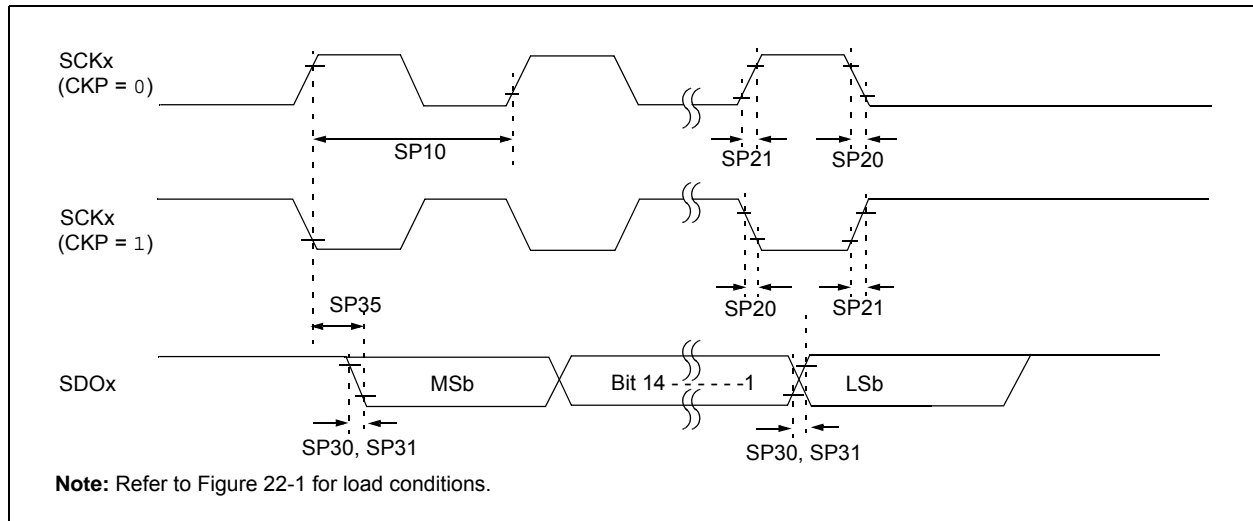 SCKx
(CKP = 0)
SP10
SP21
SP20
SCKx
(CKP = 1)
SP35
SP20
SP21
SDOx
MSb
Bit 14 - - - - - -1
LSb
SP30, SP31
SP30, SP31
Note: Refer to Figure 22-1 for load conditions.